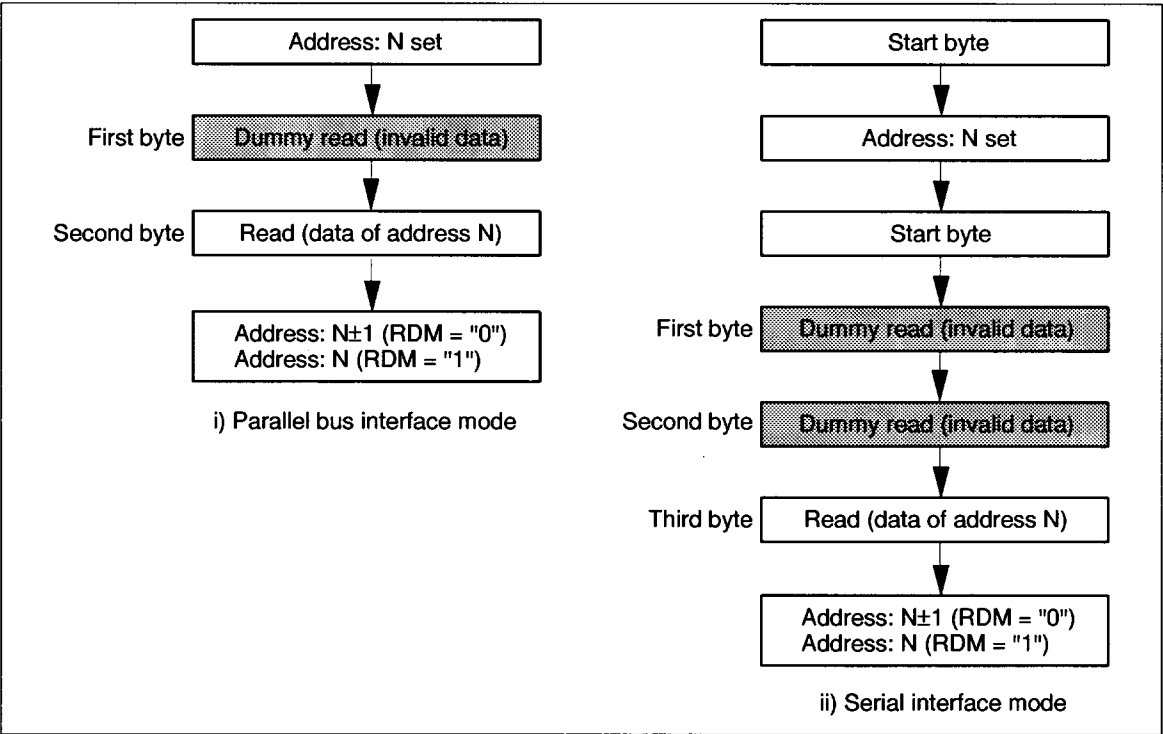 Address: N set
First byte
Dummy read (invalid data)
Second byte
Read (data of address N)
Address: N±1 (RDM = "0")
Address: N (RDM = "1")
i) Parallel bus interface mode
Start byte
Address: N set
Start byte
First byte
Dummy read (invalid data)
Second byte
Dummy read (invalid data)
Third byte
Read (data of address N)
Address: N±1 (RDM = "0")
Address: N (RDM = "1")
ii) Serial interface mode